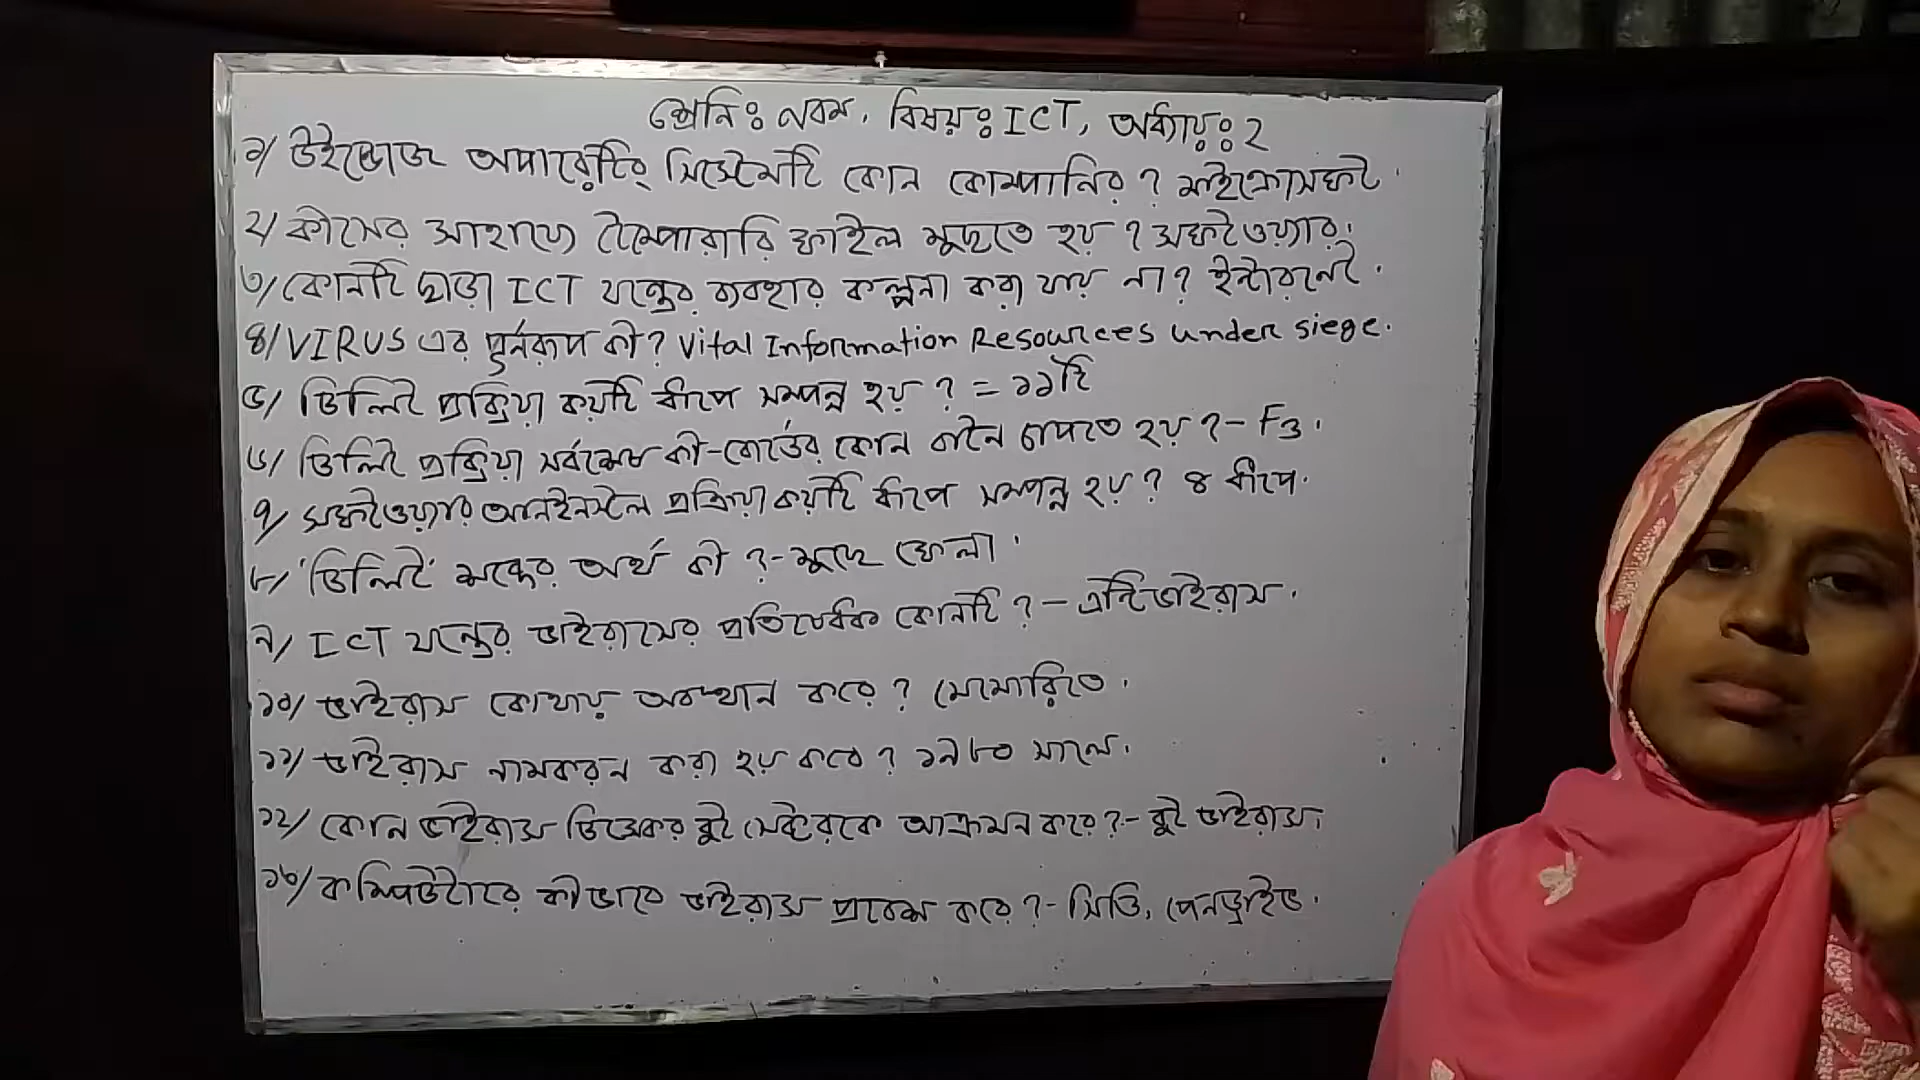 শ্রেনিঃ নবম, বিষয়ঃ ICT, অধ্যায়ঃ ২
১/ উইন্ডোজ অপারেটিং সিস্টেমটি কোন কোম্পানির? মাইক্রোসফট.
২/ কীসের সাহায্যে টেম্পোরারি ফাইল মুছতে হয়? সফটওয়্যার.
৩/ কোনটি ছাড়া ICT যন্ত্রের ব্যবহার কল্পনা করা যায় না? ইন্টারনেট.
৪/ VIRUS এর পূর্নরূপ কী? Vital Information Resources under siege.
৫/ ডিলিট প্রক্রিয়া কয়টি ধাপে সম্পন্ন হয়? = ১১টি
৬/ ডিলিট প্রক্রিয়া সর্বশেষ কী-বোর্ডের কোন বাটন চাপতে হয়? - F3.
৭/ সফটওয়্যার আনইনস্টল প্রক্রিয়া কয়টি ধাপে সম্পন্ন হয়? ৪ ধাপে.
৮/ 'ডিলিট' শব্দের অর্থ কী? - মুছে ফেলা.
৯/ ICT যন্ত্রের ভাইরাসের প্রতিষেধক কোনটি? - এন্টিভাইরাস.
১০/ ভাইরাস কোথায় অবস্থান করে? মেমোরিতে.
১১/ ভাইরাস নামকরন করা হয় কবে? ১৯৮০ সালে.
১২/ কোন ভাইরাস ডিস্কের বুট সেক্টরকে আক্রমন করে? - বুট ভাইরাস.
১৩/ কম্পিউটারে কীভাবে ভাইরাস প্রবেশ করে? - সিডি, পেনড্রাইভ.